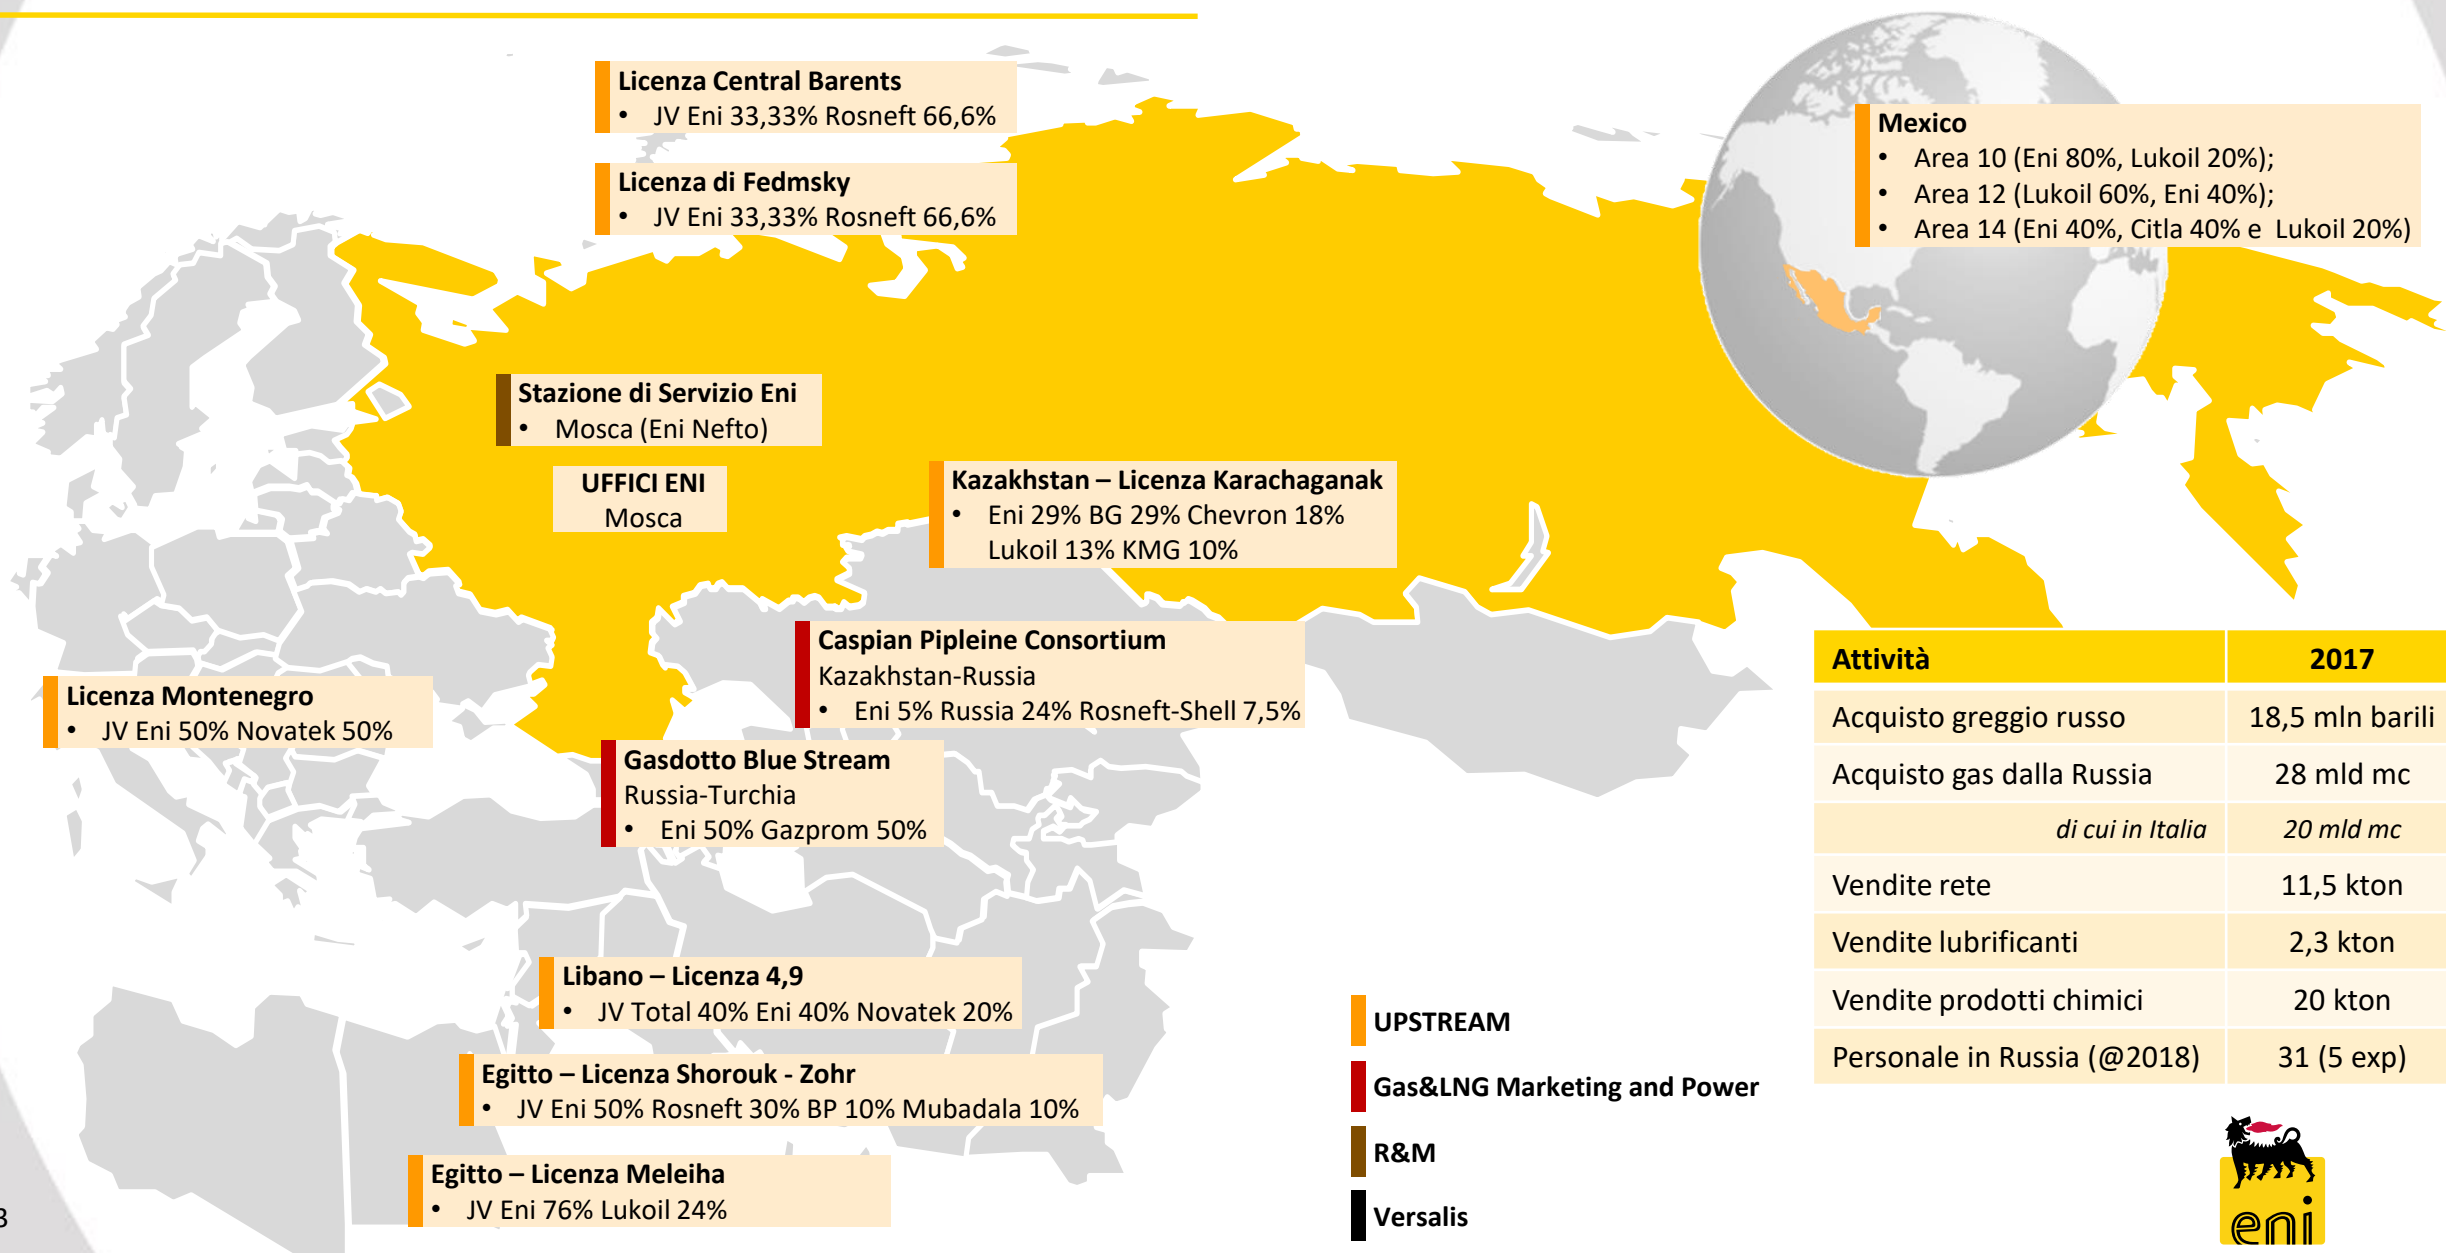 Licenza Central Barents
• JV Eni 33,33% Rosneft 66,6%
Licenza di Fedmsky
• JV Eni 33,33% Rosneft 66,6%
Mexico
• Area 10 (Eni 80%, Lukoil 20%);
• Area 12 (Lukoil 60%, Eni 40%);
• Area 14 (Eni 40%, Citla 40% e Lukoil 20%)
Stazione di Servizio Eni
• Mosca (Eni Nefto)
UFFICI ENI
Mosca
Kazakhstan – Licenza Karachaganak
• Eni 29% BG 29% Chevron 18%
Lukoil 13% KMG 10%
Caspian Pipleine Consortium
Kazakhstan-Russia
• Eni 5% Russia 24% Rosneft-Shell 7,5%
Licenza Montenegro
• JV Eni 50% Novatek 50%
Gasdotto Blue Stream
Russia-Turchia
• Eni 50% Gazprom 50%
Libano – Licenza 4,9
• JV Total 40% Eni 40% Novatek 20%
Egitto – Licenza Shorouk - Zohr
• JV Eni 50% Rosneft 30% BP 10% Mubadala 10%
Egitto – Licenza Meleiha
• JV Eni 76% Lukoil 24%
UPSTREAM
Gas&LNG Marketing and Power
R&M
Versalis
Attività 2017
Acquisto greggio russo 18,5 mln barili
Acquisto gas dalla Russia 28 mld mc
di cui in Italia 20 mld mc
Vendite rete 11,5 kton
Vendite lubrificanti 2,3 kton
Vendite prodotti chimici 20 kton
Personale in Russia (@2018) 31 (5 exp)
eni